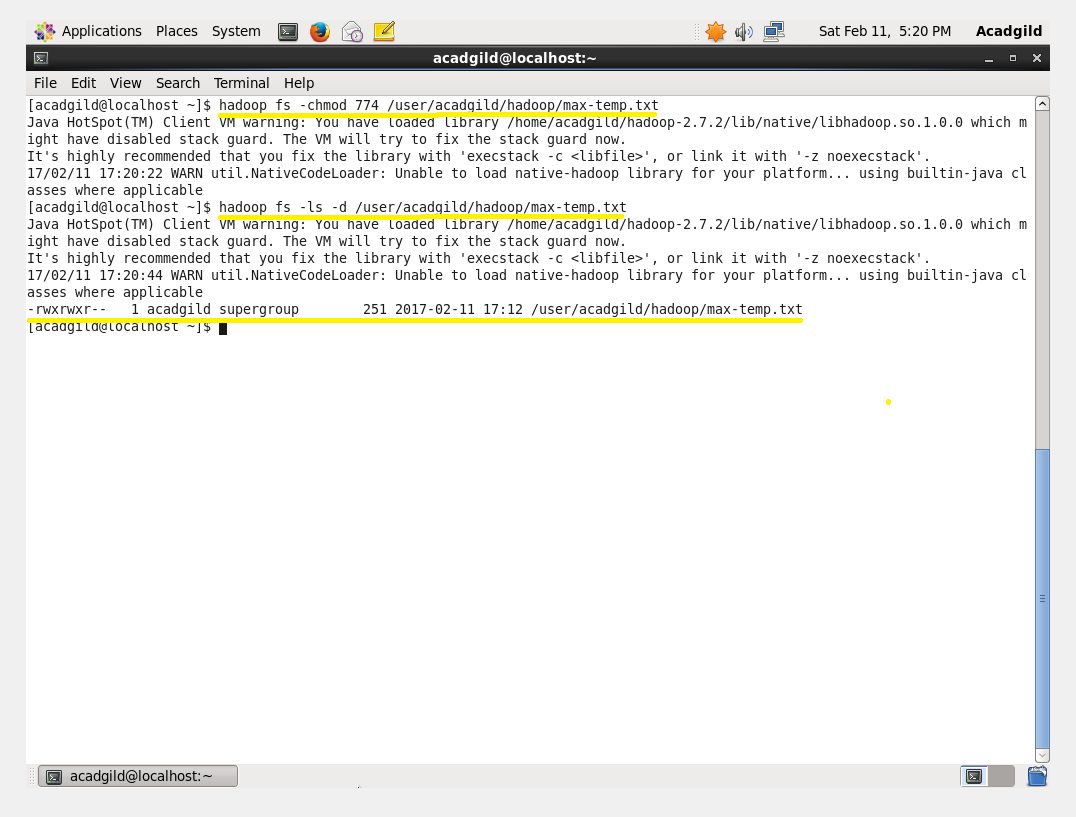 Applications Places System Sat Feb 11, 5:20 PM Acadgild
acadgild@localhost:~
File Edit View Search Terminal Help
[acadgild@localhost ~]$ hadoop fs -chmod 774 /user/acadgild/hadoop/max-temp.txt
Java HotSpot(TM) Client VM warning: You have loaded library /home/acadgild/hadoop-2.7.2/lib/native/libhadoop.so.1.0.0 which m
ight have disabled stack guard. The VM will try to fix the stack guard now.
It's highly recommended that you fix the library with 'execstack -c <libfile>', or link it with '-z noexecstack'.
17/02/11 17:20:22 WARN util.NativeCodeLoader: Unable to load native-hadoop library for your platform... using builtin-java cl
asses where applicable
[acadgild@localhost ~]$ hadoop fs -ls -d /user/acadgild/hadoop/max-temp.txt
Java HotSpot(TM) Client VM warning: You have loaded library /home/acadgild/hadoop-2.7.2/lib/native/libhadoop.so.1.0.0 which m
ight have disabled stack guard. The VM will try to fix the stack guard now.
It's highly recommended that you fix the library with 'execstack -c <libfile>', or link it with '-z noexecstack'.
17/02/11 17:20:44 WARN util.NativeCodeLoader: Unable to load native-hadoop library for your platform... using builtin-java cl
asses where applicable
-rwxrwxr--   1 acadgild supergroup        251 2017-02-11 17:12 /user/acadgild/hadoop/max-temp.txt
[acadgild@localhost ~]$
acadgild@localhost:~